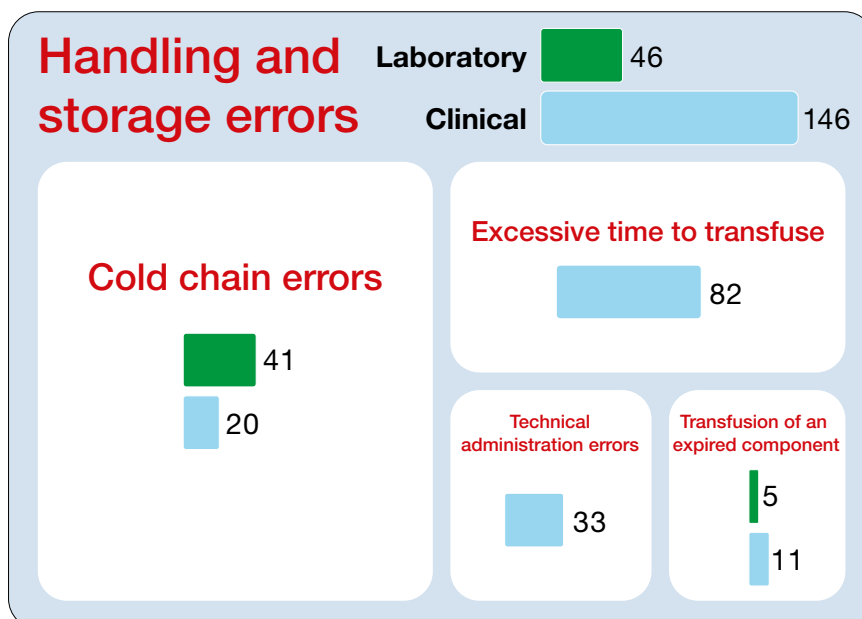 Handling and
storage errors
Laboratory 46
Clinical 146
Cold chain errors
41
20
Excessive time to transfuse
82
Technical
administration errors
33
Transfusion of an
expired component
5
11